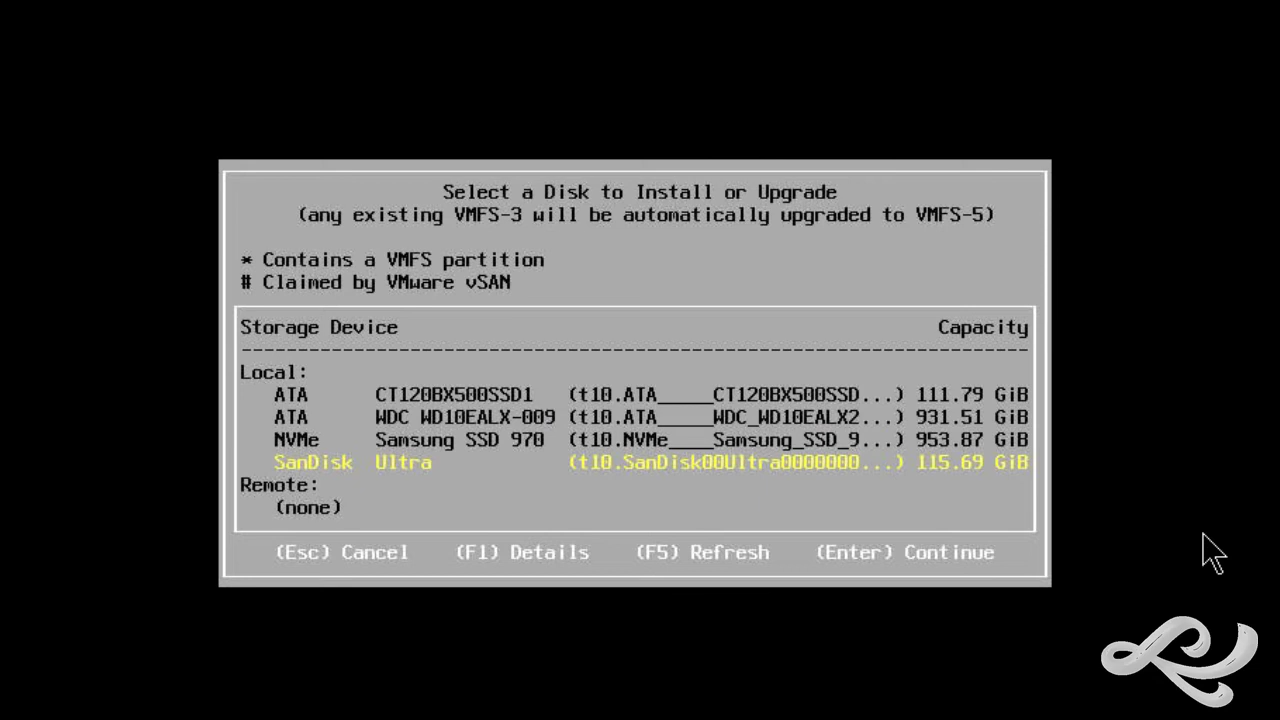 Select a Disk to Install or Upgrade
(any existing VMFS-3 will be automatically upgraded to VMFS-5)
* Contains a VMFS partition
# Claimed by VMware vSAN
Storage Device Capacity
--------------------------------------------------------------------------------
Local:
ATA CT120BX500SSD1 (t10.ATA_____CT120BX500SSD...) 111.79 GiB
ATA WDC WD10EALX-009 (t10.ATA_____WDC_WD10EALX2...) 931.51 GiB
NVMe Samsung SSD 970 (t10.NVMe____Samsung_SSD_9...) 953.87 GiB
SanDisk Ultra (t10.SanDisk00Ultra0000000...) 115.69 GiB
Remote:
(none)
(Esc) Cancel (F1) Details (F5) Refresh (Enter) Continue